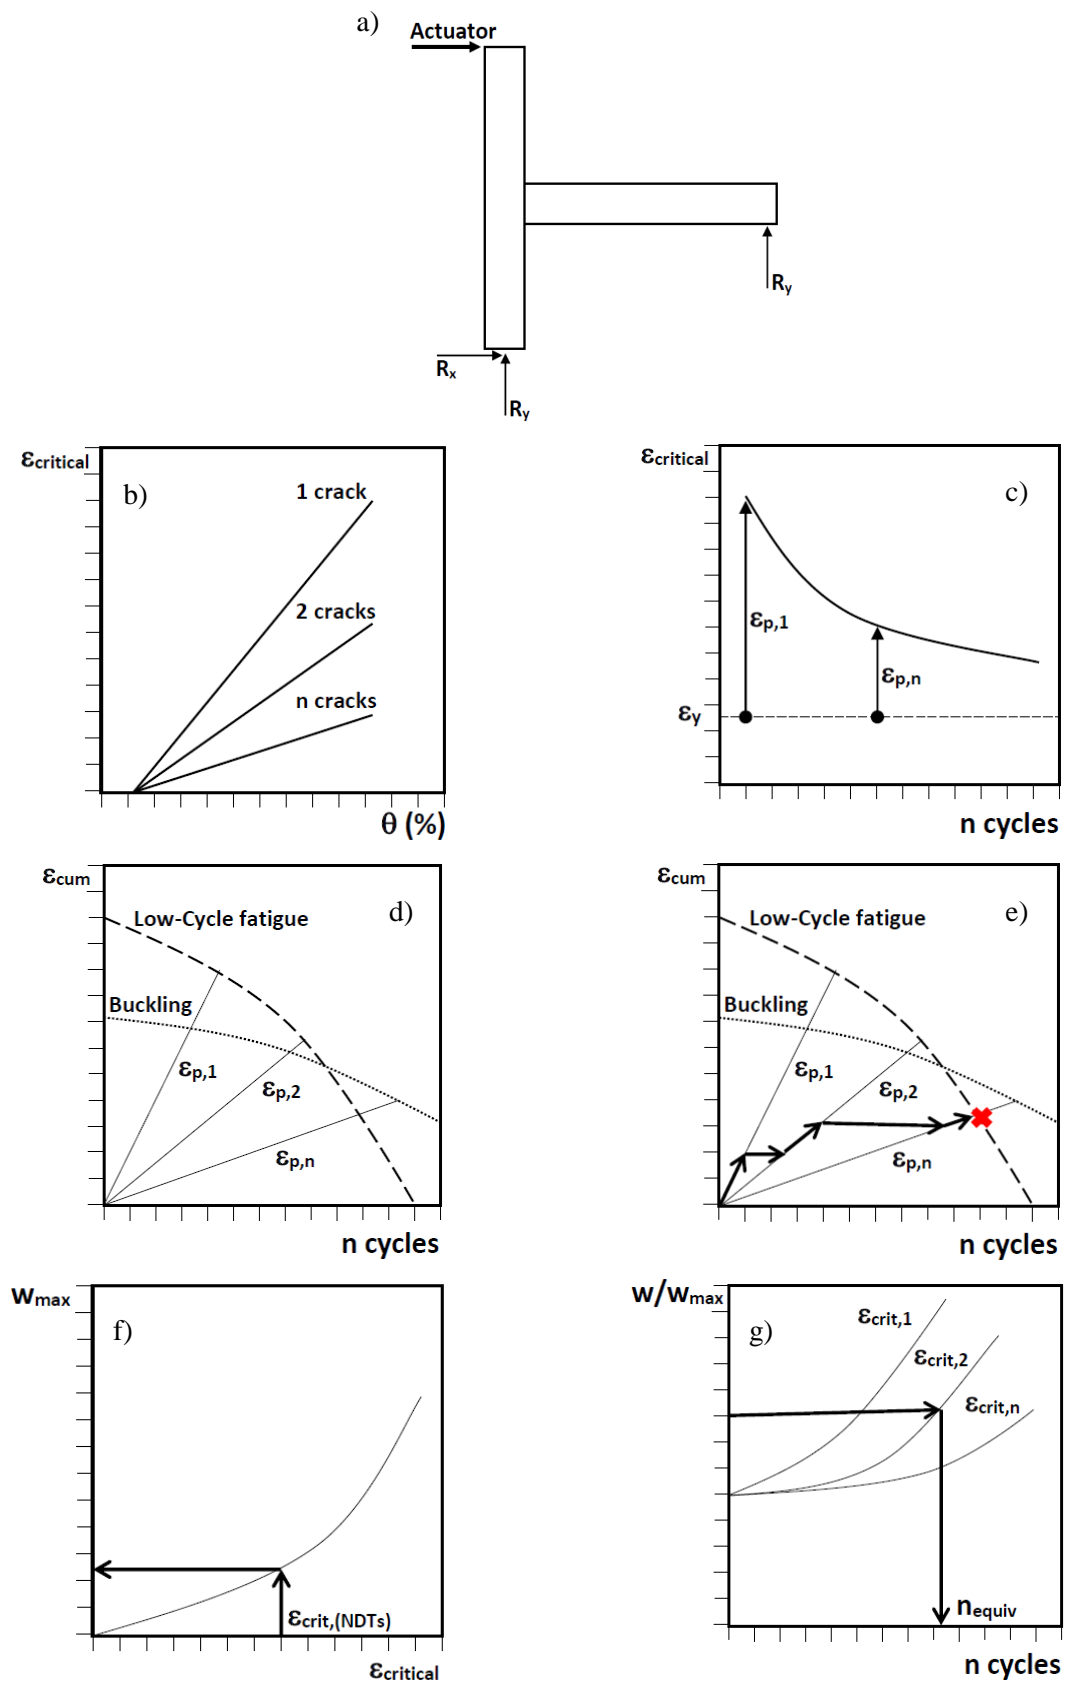 a)
Actuator
Ry
Rx
Ry
εcritical
b)
1 crack
2 cracks
n cracks
θ (%)
εcritical
c)
εp,1
εp,n
εy
n cycles
εcum
d)
Low-Cycle fatigue
Buckling
εp,1
εp,2
εp,n
n cycles
εcum
e)
Low-Cycle fatigue
Buckling
εp,1
εp,2
εp,n
n cycles
wmax
f)
εcrit,(NDTs)
εcritical
w/wmax
g)
εcrit,1
εcrit,2
εcrit,n
nequiv
n cycles